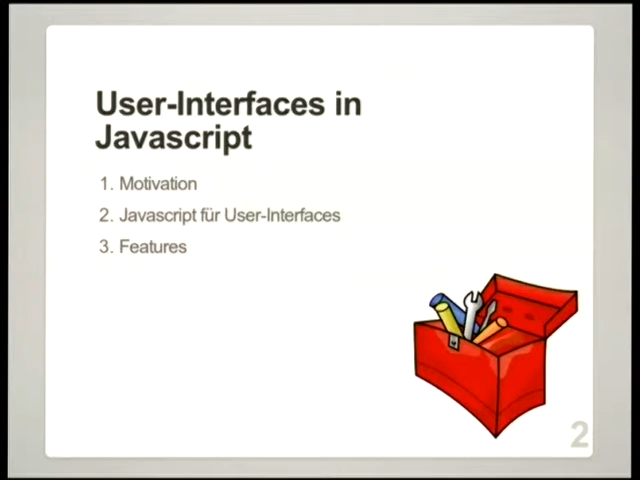 User-Interfaces in
Javascript
1. Motivation
2. Javascript für User-Interfaces
3. Features
2